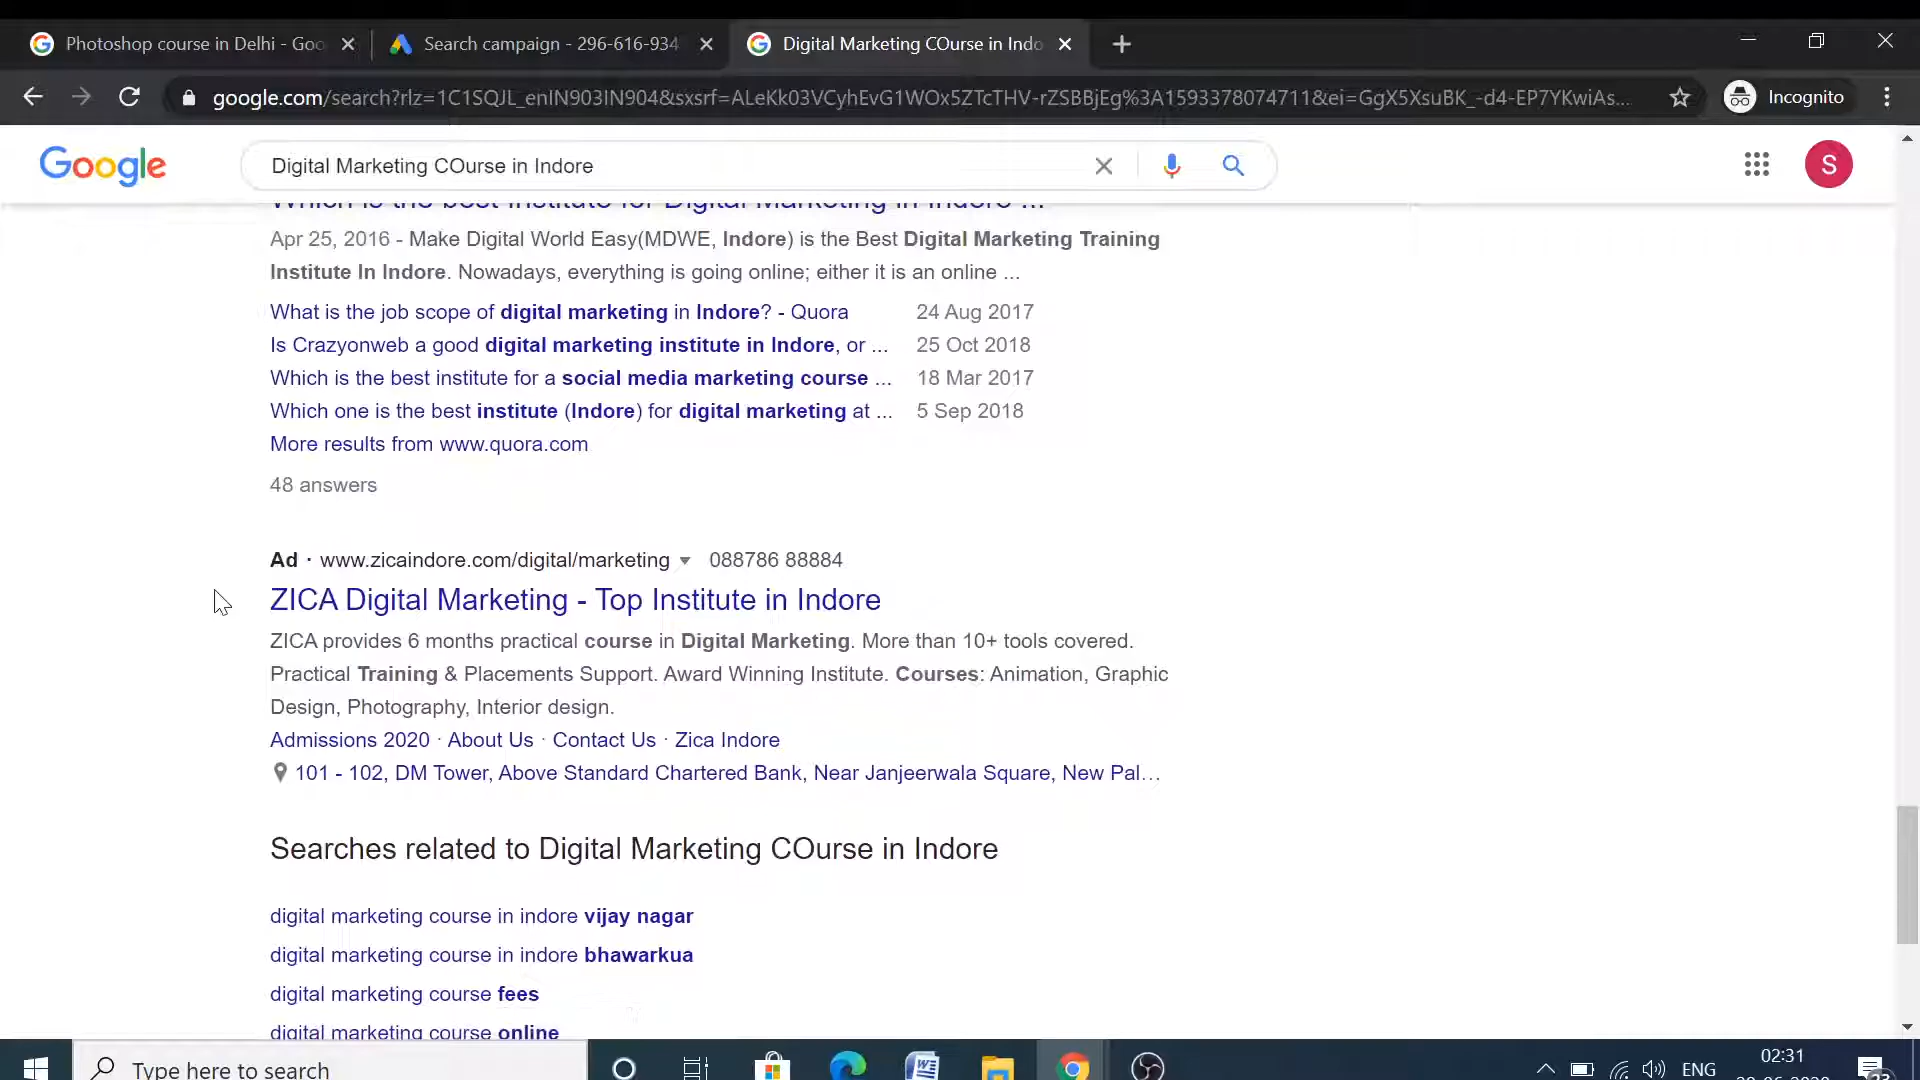 Photoshop course in Delhi - Goo
Search campaign - 296-616-934
Digital Marketing COurse in Indo
google.com/search?rlz=1C1SQJL_enIN903IN904&sxsrf=ALeKk03VCyhEvG1WOx5ZTcTHV-rZSBBjEg%3A1593378074711&ei=GgX5XsuBK_-d4-EP7YKwiAs...
Incognito
Google
Digital Marketing COurse in Indore
S
Which is the best institute for Digital Marketing in Indore ...
Apr 25, 2016 - Make Digital World Easy(MDWE, Indore) is the Best Digital Marketing Training
Institute In Indore. Nowadays, everything is going online; either it is an online ...
What is the job scope of digital marketing in Indore? - Quora 24 Aug 2017
Is Crazyonweb a good digital marketing institute in Indore, or ... 25 Oct 2018
Which is the best institute for a social media marketing course ... 18 Mar 2017
Which one is the best institute (Indore) for digital marketing at ... 5 Sep 2018
More results from www.quora.com
48 answers
Ad · www.zicaindore.com/digital/marketing 088786 88884
ZICA Digital Marketing - Top Institute in Indore
ZICA provides 6 months practical course in Digital Marketing. More than 10+ tools covered.
Practical Training & Placements Support. Award Winning Institute. Courses: Animation, Graphic
Design, Photography, Interior design.
Admissions 2020 · About Us · Contact Us · Zica Indore
101 - 102, DM Tower, Above Standard Chartered Bank, Near Janjeerwala Square, New Pal...
Searches related to Digital Marketing COurse in Indore
digital marketing course in indore vijay nagar
digital marketing course in indore bhawarkua
digital marketing course fees
digital marketing course online
Type here to search
ENG
02:31